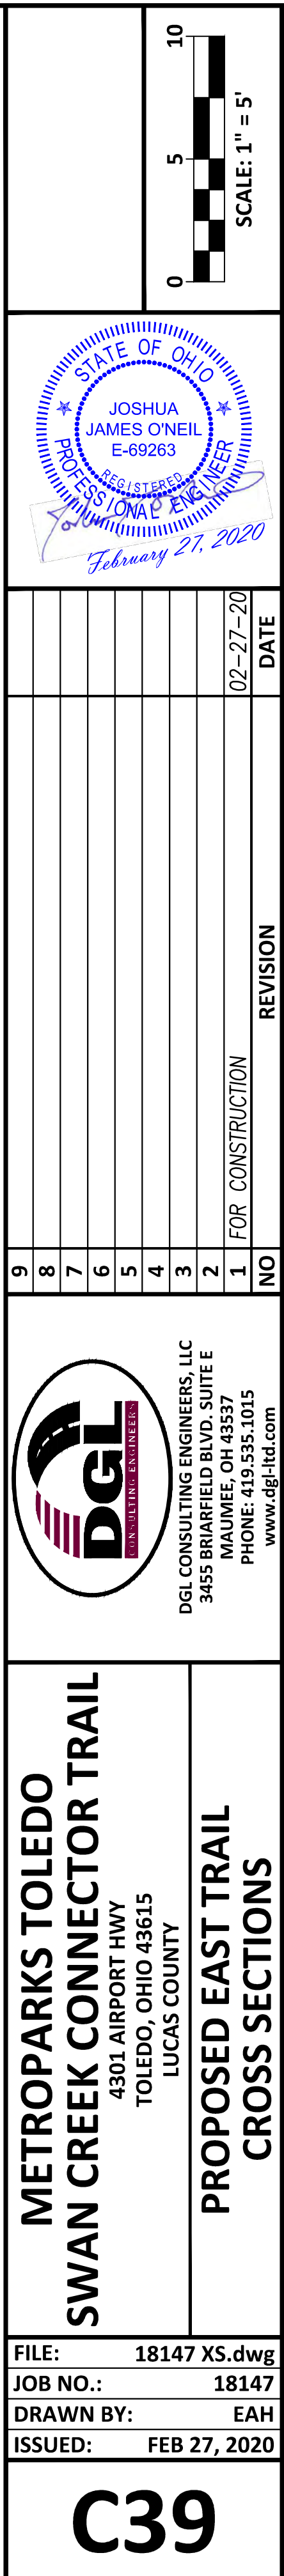 0 5 10
SCALE: 1" = 5'
STATE OF OHIO
JOSHUA
JAMES O'NEIL
E-69263
REGISTERED
PROFESSIONAL ENGINEER
February 27, 2020
9
8
7
6
5
4
3
2
1 FOR CONSTRUCTION 02-27-20
NO REVISION DATE
DGL
CONSULTING ENGINEERS
DGL CONSULTING ENGINEERS, LLC
3455 BRIARFIELD BLVD. SUITE E
MAUMEE, OH 43537
PHONE: 419.535.1015
www.dgl-ltd.com
METROPARKS TOLEDO
SWAN CREEK CONNECTOR TRAIL
4301 AIRPORT HWY
TOLEDO, OHIO 43615
LUCAS COUNTY
PROPOSED EAST TRAIL
CROSS SECTIONS
FILE: 18147 XS.dwg
JOB NO.: 18147
DRAWN BY: EAH
ISSUED: FEB 27, 2020
C39